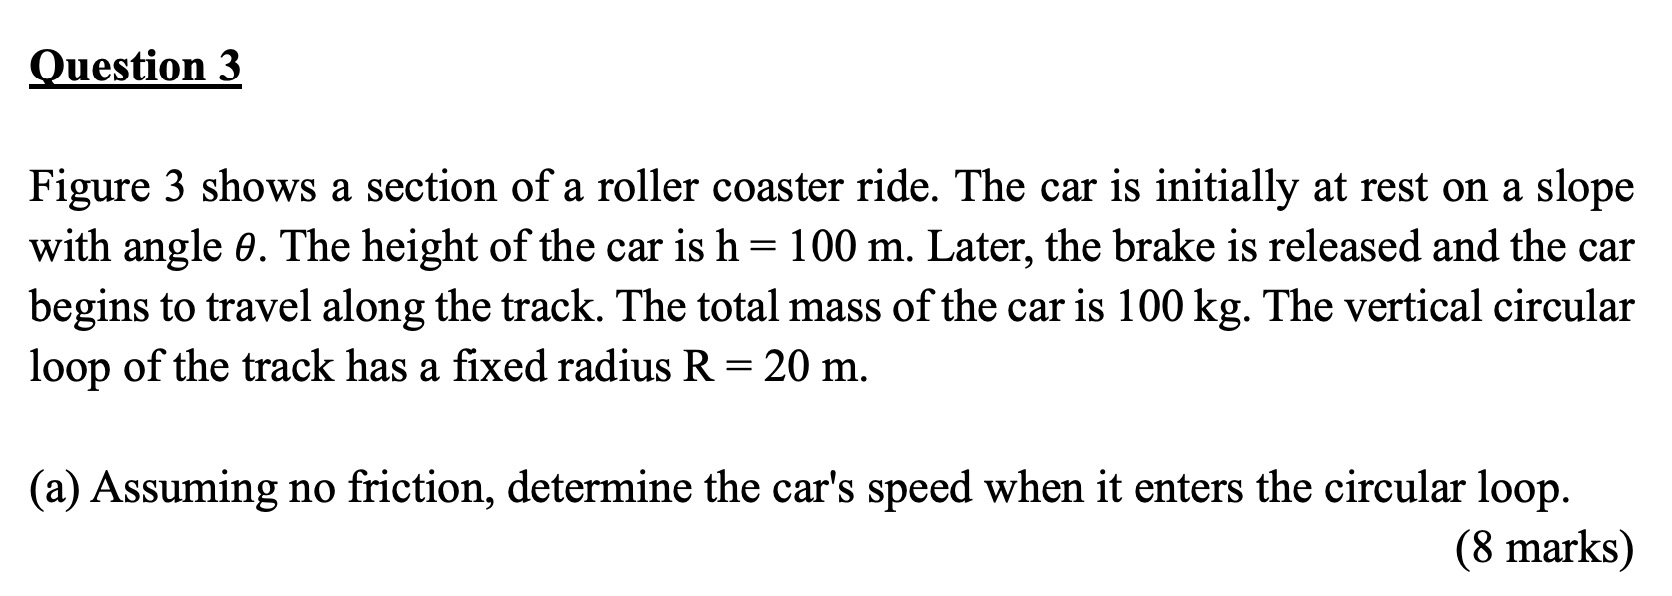 Question 3
Figure 3 shows a section of a roller coaster ride. The car is initially at rest on a slope
with angle θ. The height of the car is h = 100 m. Later, the brake is released and the car
begins to travel along the track. The total mass of the car is 100 kg. The vertical circular
loop of the track has a fixed radius R = 20 m.
(a) Assuming no friction, determine the car's speed when it enters the circular loop.
(8 marks)